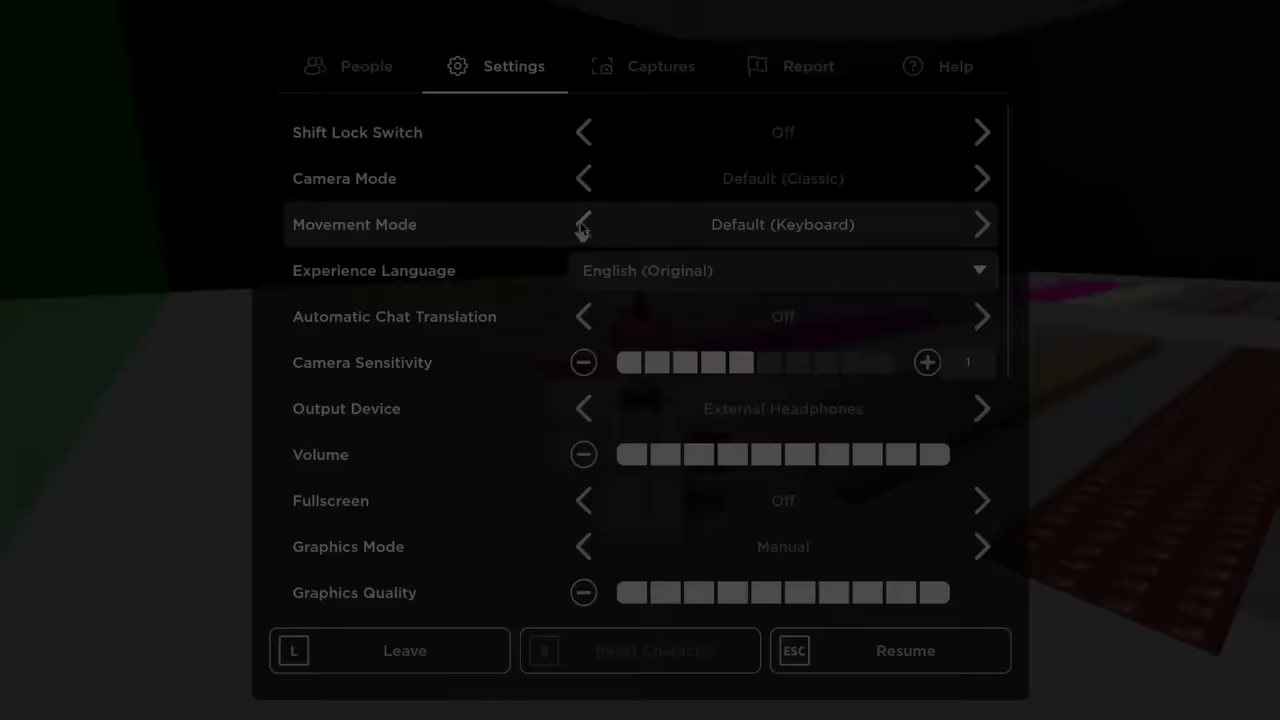 People Settings Captures Report Help
Shift Lock Switch Off
Camera Mode Default (Classic)
Movement Mode Default (Keyboard)
Experience Language English (Original)
Automatic Chat Translation Off
Camera Sensitivity 1
Output Device External Headphones
Volume
Fullscreen Off
Graphics Mode Manual
Graphics Quality
L Leave Reset Character ESC Resume